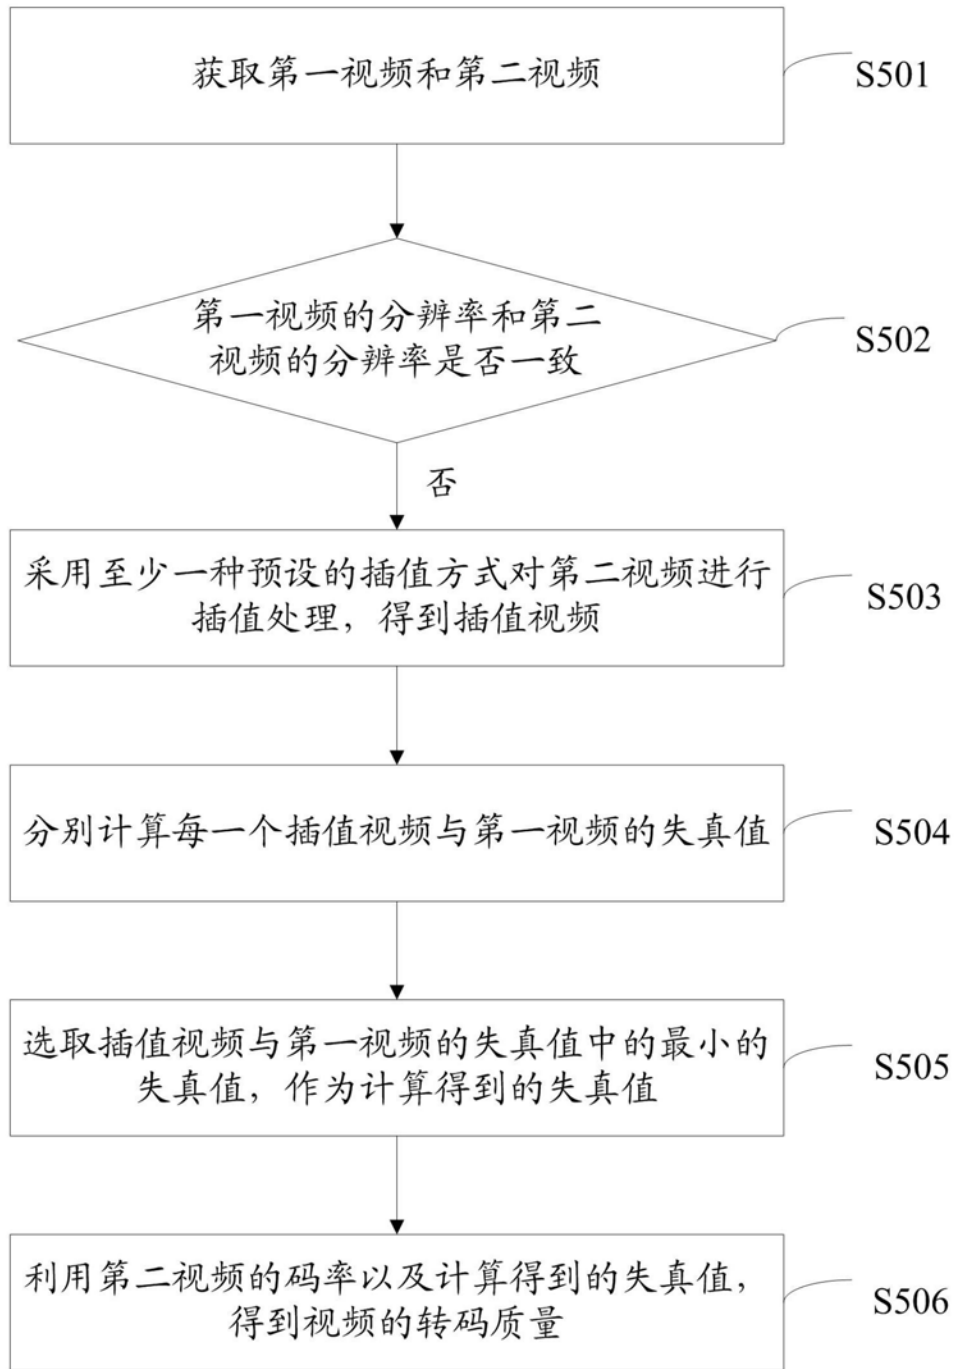 获取第一视频和第二视频
S501
第一视频的分辨率和第二
视频的分辨率是否一致
S502
否
采用至少一种预设的插值方式对第二视频进行
插值处理，得到插值视频
S503
分别计算每一个插值视频与第一视频的失真值
S504
选取插值视频与第一视频的失真值中的最小的
失真值，作为计算得到的失真值
S505
利用第二视频的码率以及计算得到的失真值，
得到视频的转码质量
S506